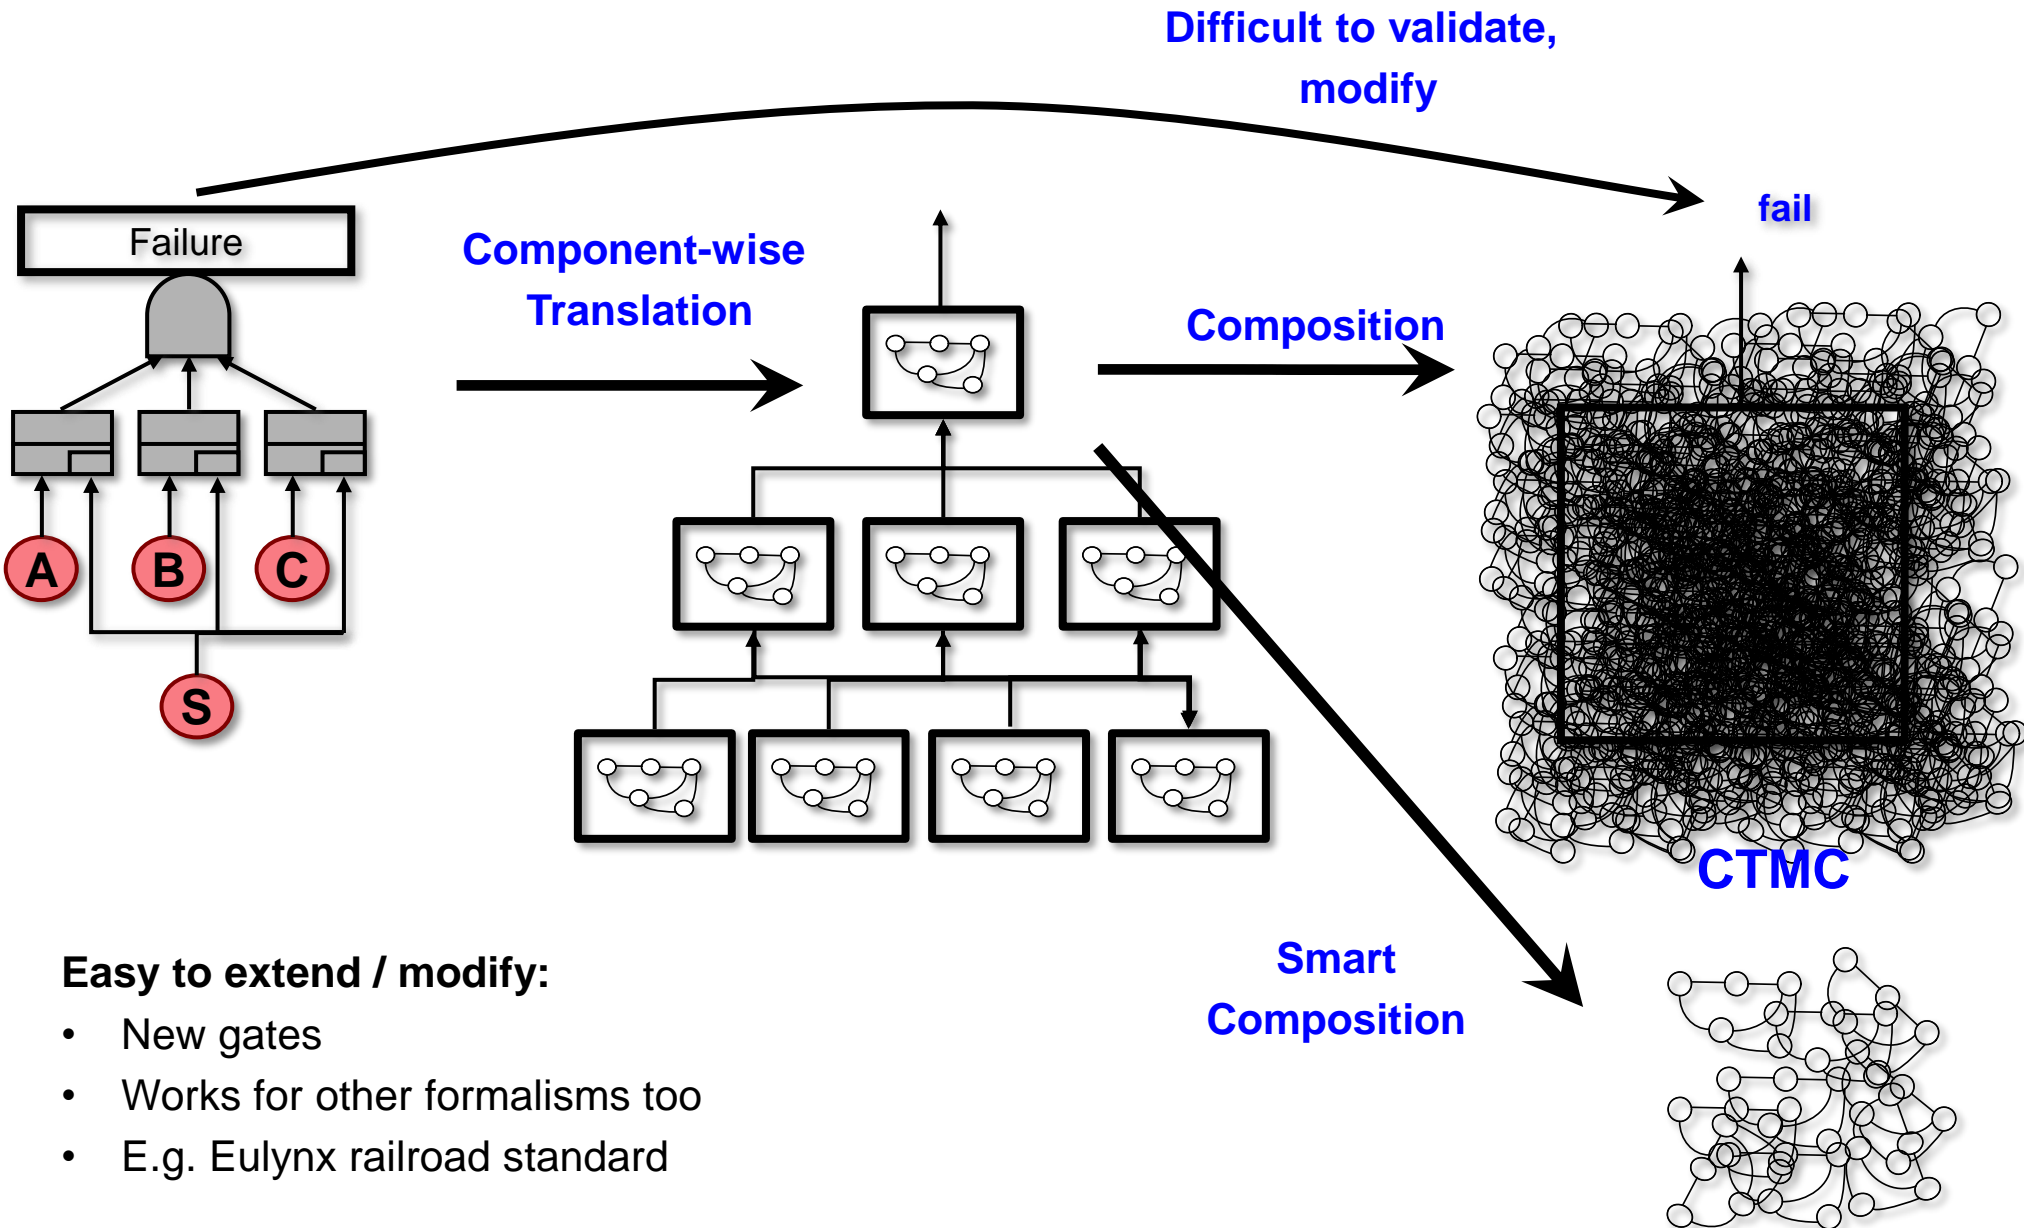 Difficult to validate,
modify
fail
Failure
Component-wise
Translation
Composition
A
B
C
S
CTMC
Smart
Composition
Easy to extend / modify:
• New gates
• Works for other formalisms too
• E.g. Eulynx railroad standard